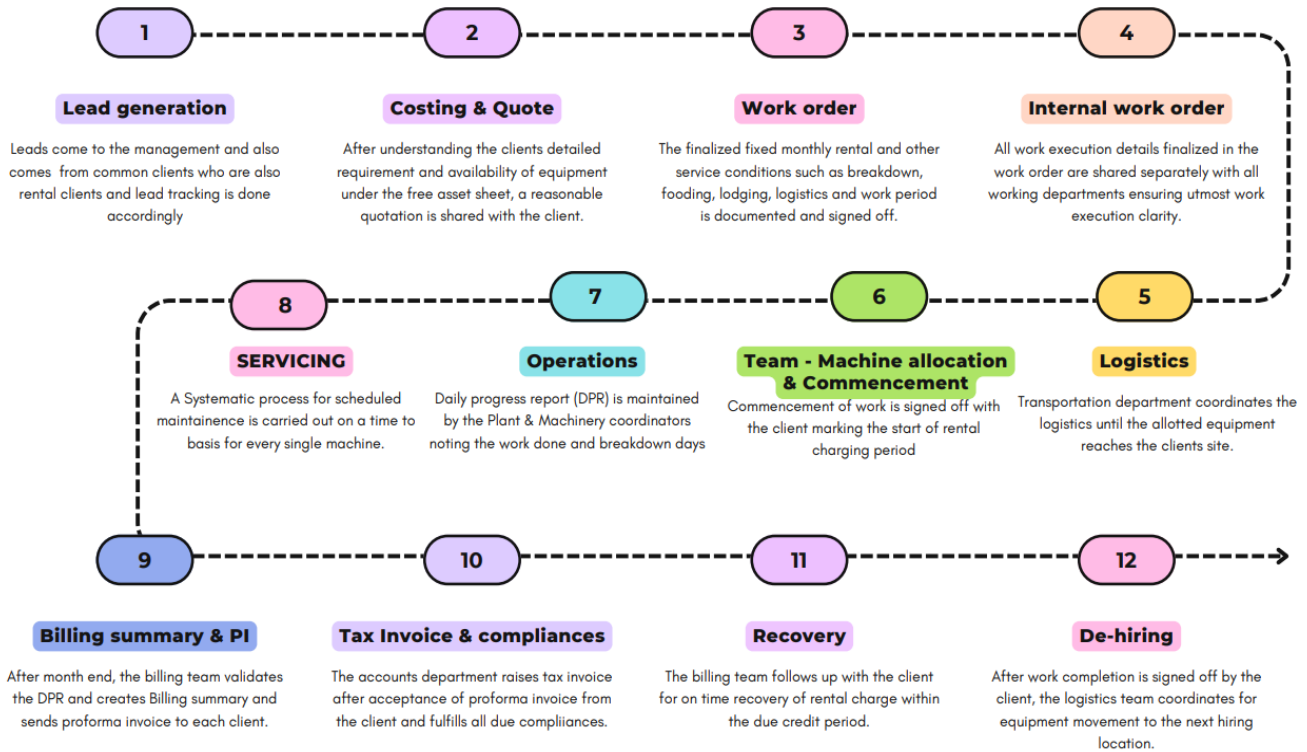 1
2
3
4
Lead generation
Leads come to the management and also
comes from common clients who are also
rental clients and lead tracking is done
accordingly
Costing & Quote
After understanding the clients detailed
requirement and availability of equipment
under the free asset sheet, a reasonable
quotation is shared with the client.
Work order
The finalized fixed monthly rental and other
service conditions such as breakdown,
fooding, lodging, logistics and work period
is documented and signed off.
Internal work order
All work execution details finalized in the
work order are shared separately with all
working departments ensuring utmost work
execution clarity.
5
Logistics
Transportation department coordinates the
logistics until the allotted equipment
reaches the clients site.
6
Team - Machine allocation
& Commencement
Commencement of work is signed off with
the client marking the start of rental
charging period
7
Operations
Daily progress report (DPR) is maintained
by the Plant & Machinery coordinators
noting the work done and breakdown days
8
SERVICING
A Systematic process for scheduled
maintainence is carried out on a time to
basis for every single machine.
9
Billing summary & PI
After month end, the billing team validates
the DPR and creates Billing summary and
sends proforma invoice to each client.
10
Tax Invoice & compliances
The accounts department raises tax invoice
after acceptance of proforma invoice from
the client and fulfills all due compliiances.
11
Recovery
The billing team follows up with the client
for on time recovery of rental charge within
the due credit period.
12
De-hiring
After work completion is signed off by the
client, the logistics team coordinates for
equipment movement to the next hiring
location.